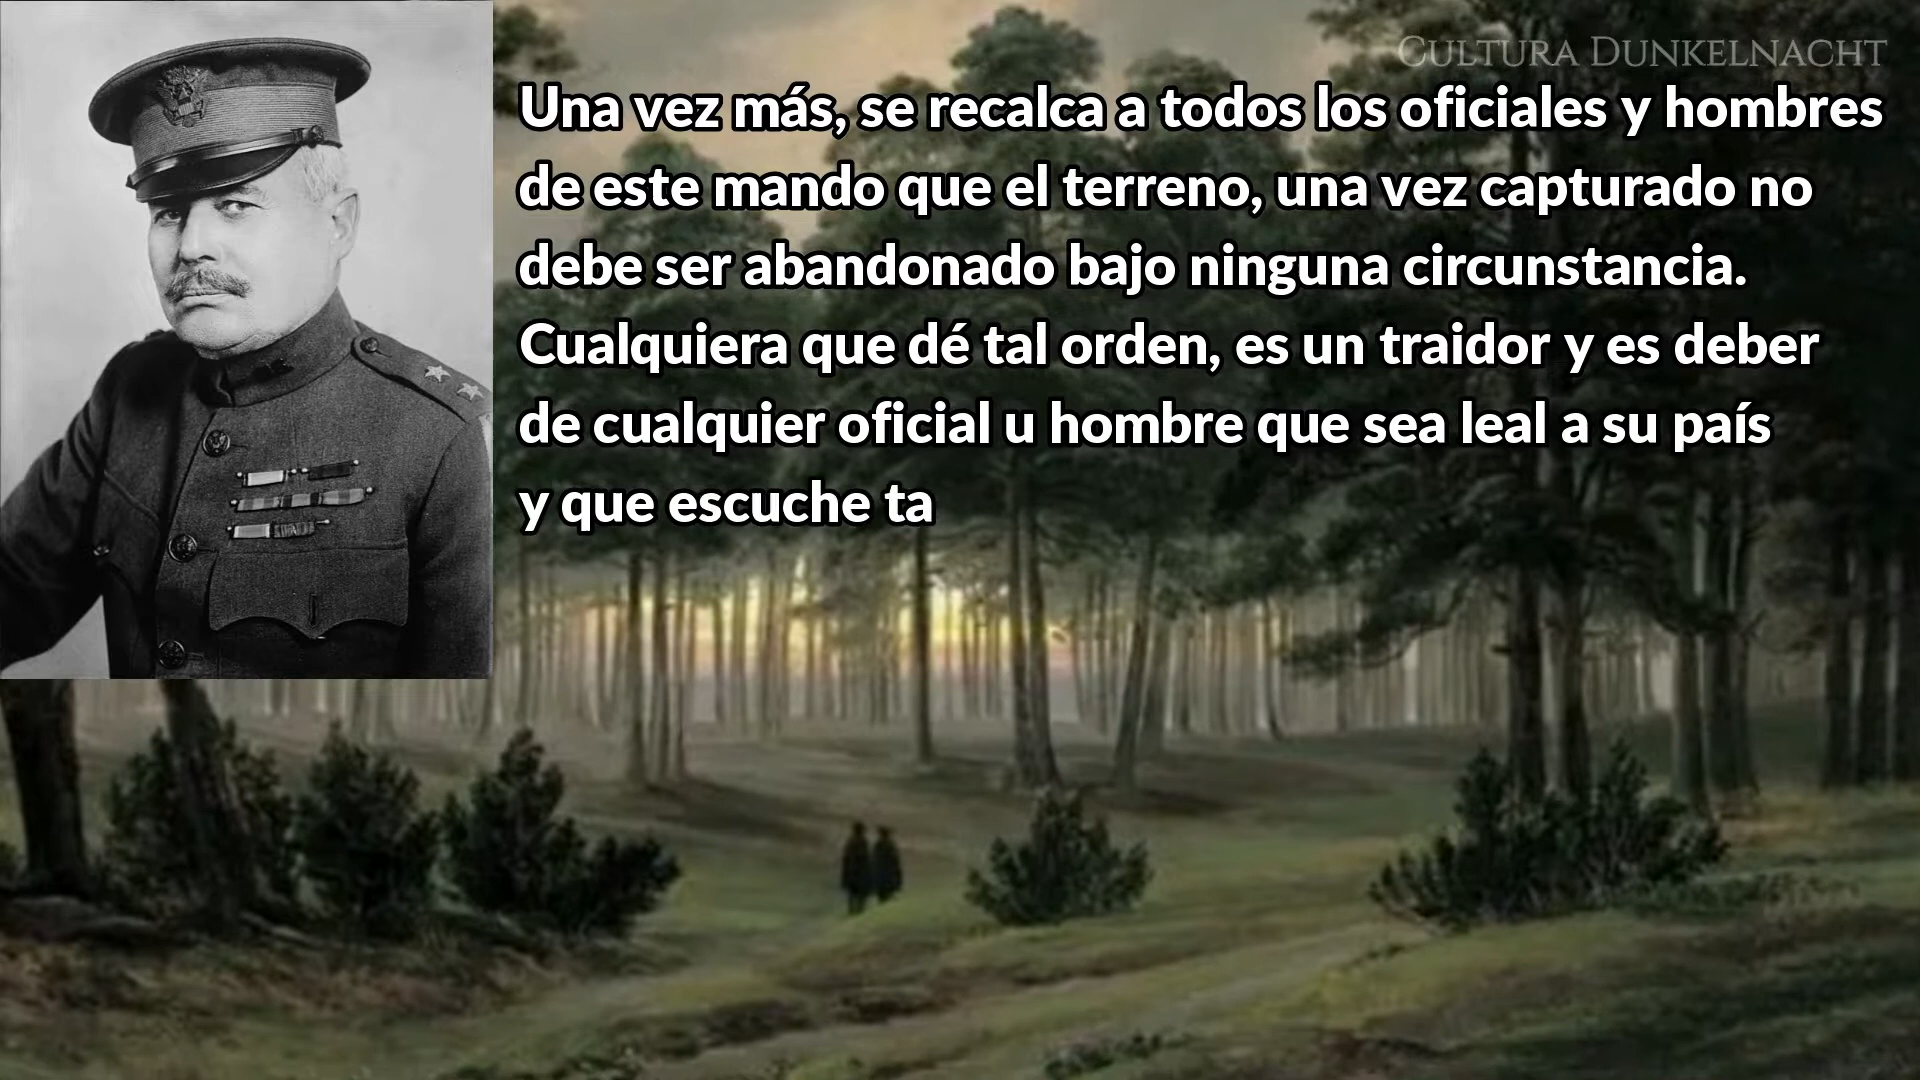 CULTURA DUNKELNACHT
Una vez más, se recalca a todos los oficiales y hombres
de este mando que el terreno, una vez capturado no
debe ser abandonado bajo ninguna circunstancia.
Cualquiera que dé tal orden, es un traidor y es deber
de cualquier oficial u hombre que sea leal a su país
y que escuche ta